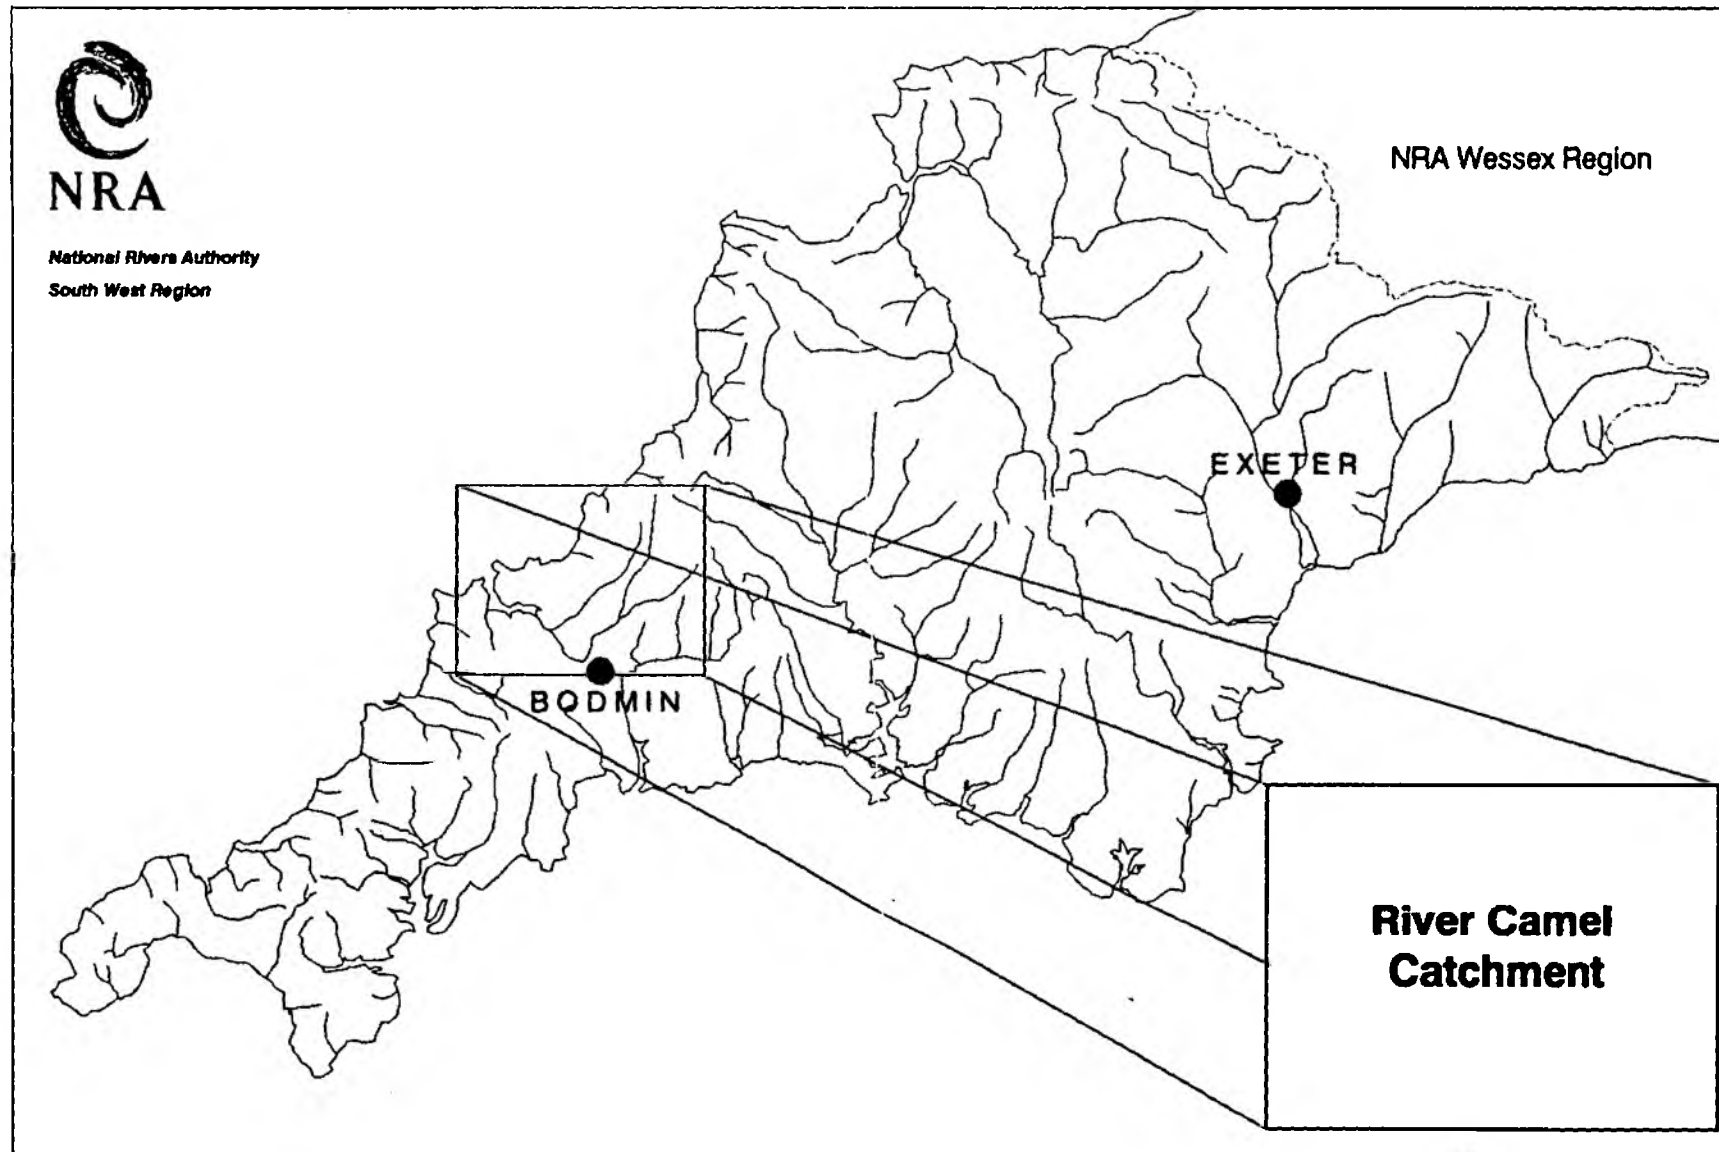 NRA
National Rivers Authority
South West Region
NRA Wessex Region
EXETER
BODMIN
River Camel
Catchment